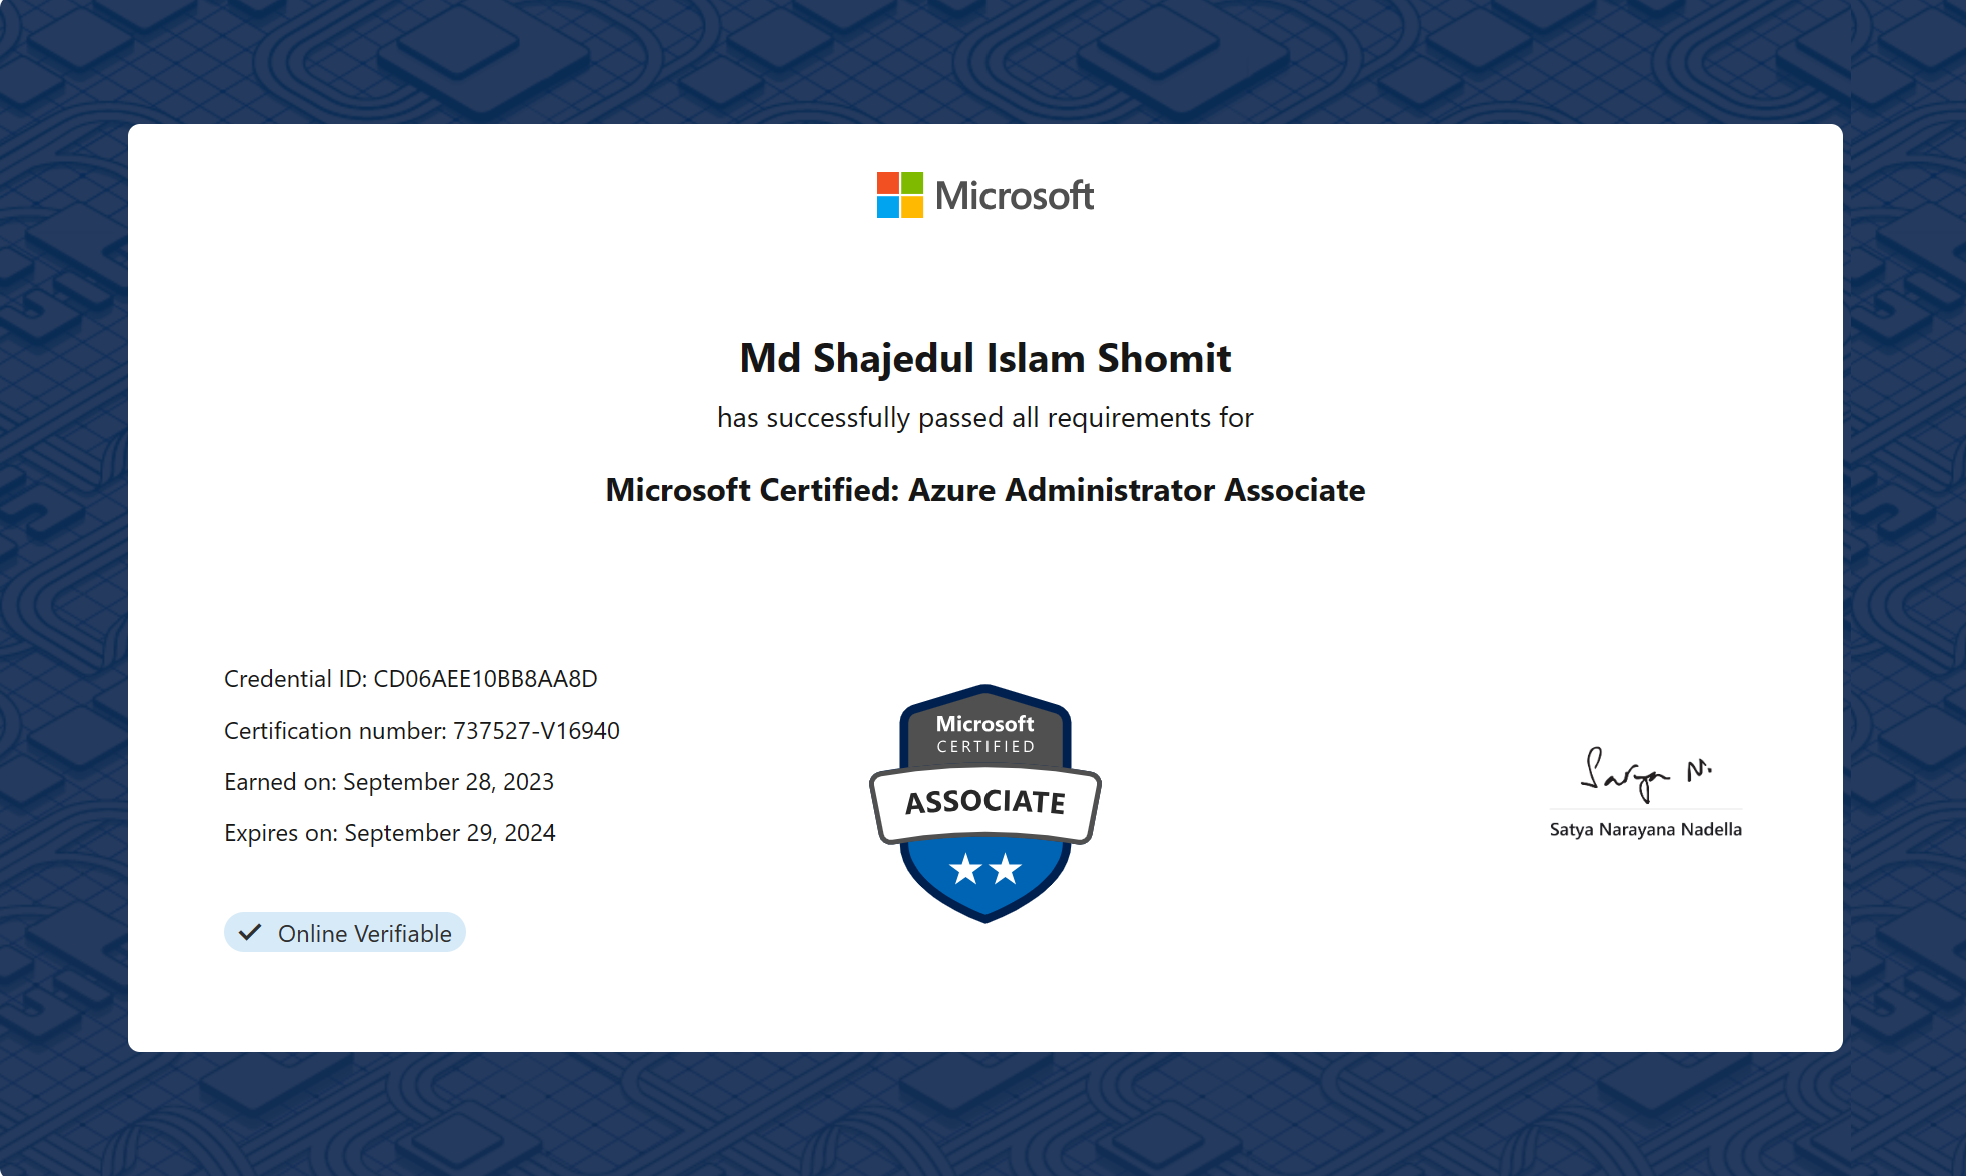 Microsoft
Md Shajedul Islam Shomit
has successfully passed all requirements for
Microsoft Certified: Azure Administrator Associate
Credential ID: CD06AEE10BB8AA8D
Certification number: 737527-V16940
Earned on: September 28, 2023
Expires on: September 29, 2024
Online Verifiable
Microsoft
CERTIFIED
ASSOCIATE
Satya N.
Satya Narayana Nadella